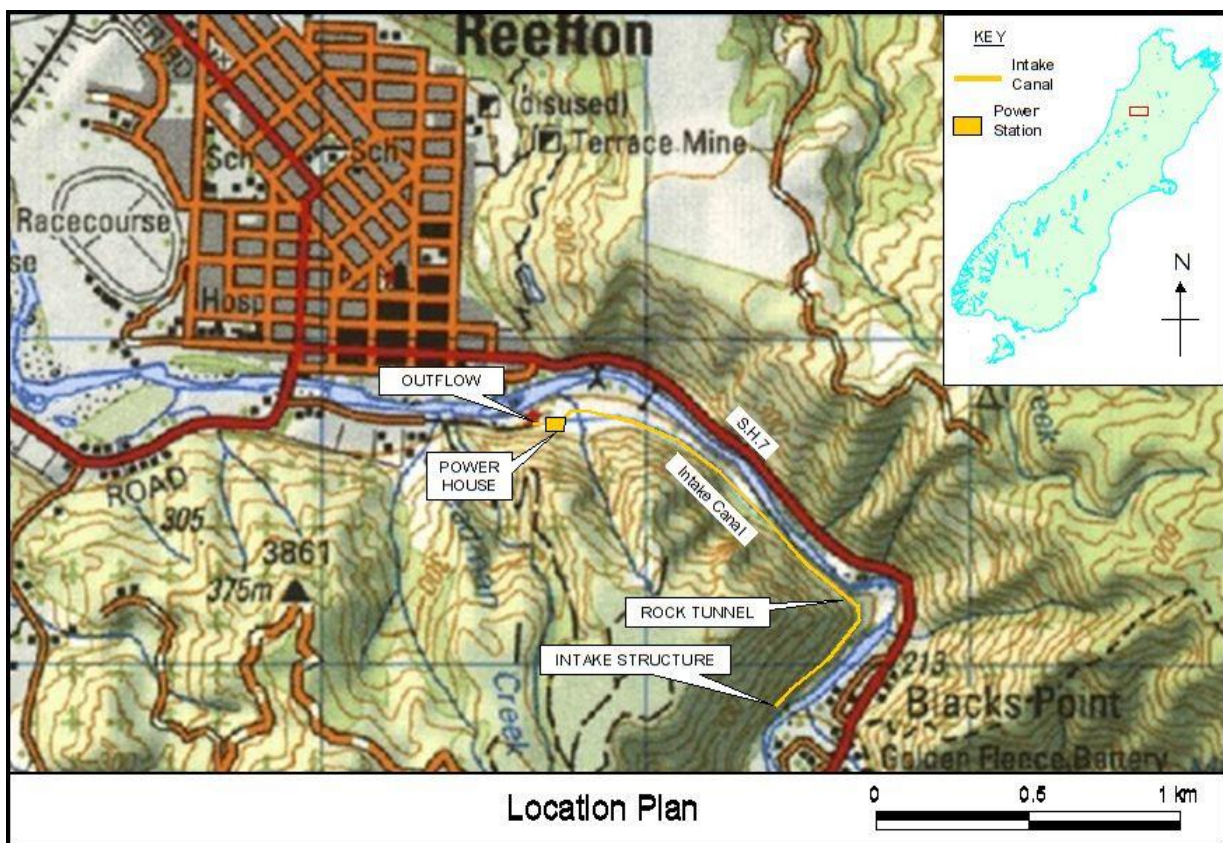 Reefton
(disused)
Terrace Mine
Sch
Sch
Racecourse
se
Hosp
OUTFLOW
POWER
HOUSE
S.H.7
Intake Canal
ROAD
305
3861
375m
300
Creek
ROCK TUNNEL
INTAKE STRUCTURE
213
Blacks Point
Golden Fleece Battery
KEY
Intake
Canal
Power
Station
N
Location Plan
0 0.5 1 km